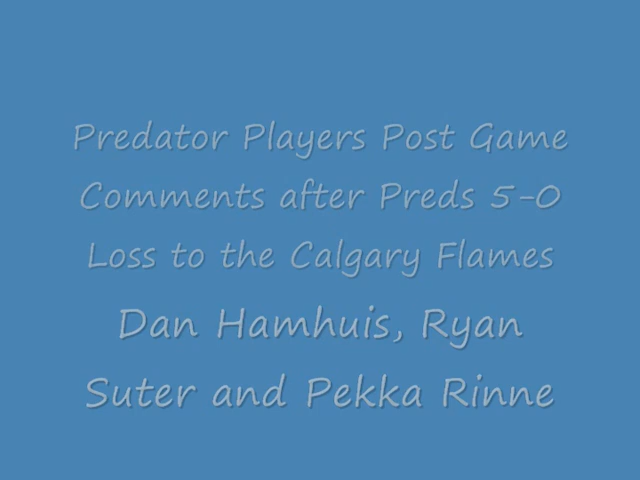 Predator Players Post Game
Comments after Preds 5-0
Loss to the Calgary Flames
Dan Hamhuis, Ryan
Suter and Pekka Rinne